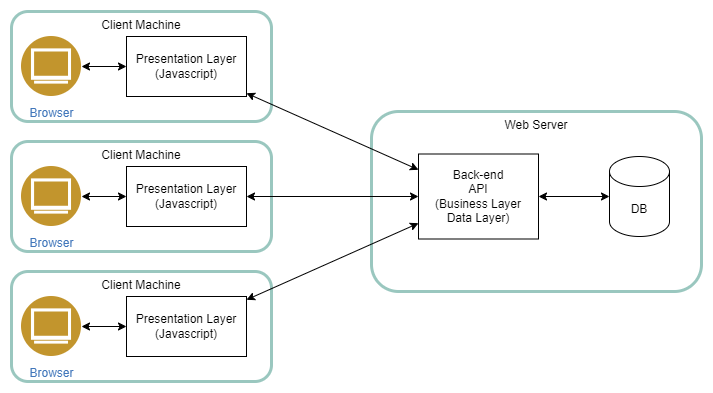 Client Machine
Presentation Layer
(Javascript)
Browser
Client Machine
Presentation Layer
(Javascript)
Browser
Client Machine
Presentation Layer
(Javascript)
Browser
Web Server
Back-end
API
(Business Layer
Data Layer)
DB